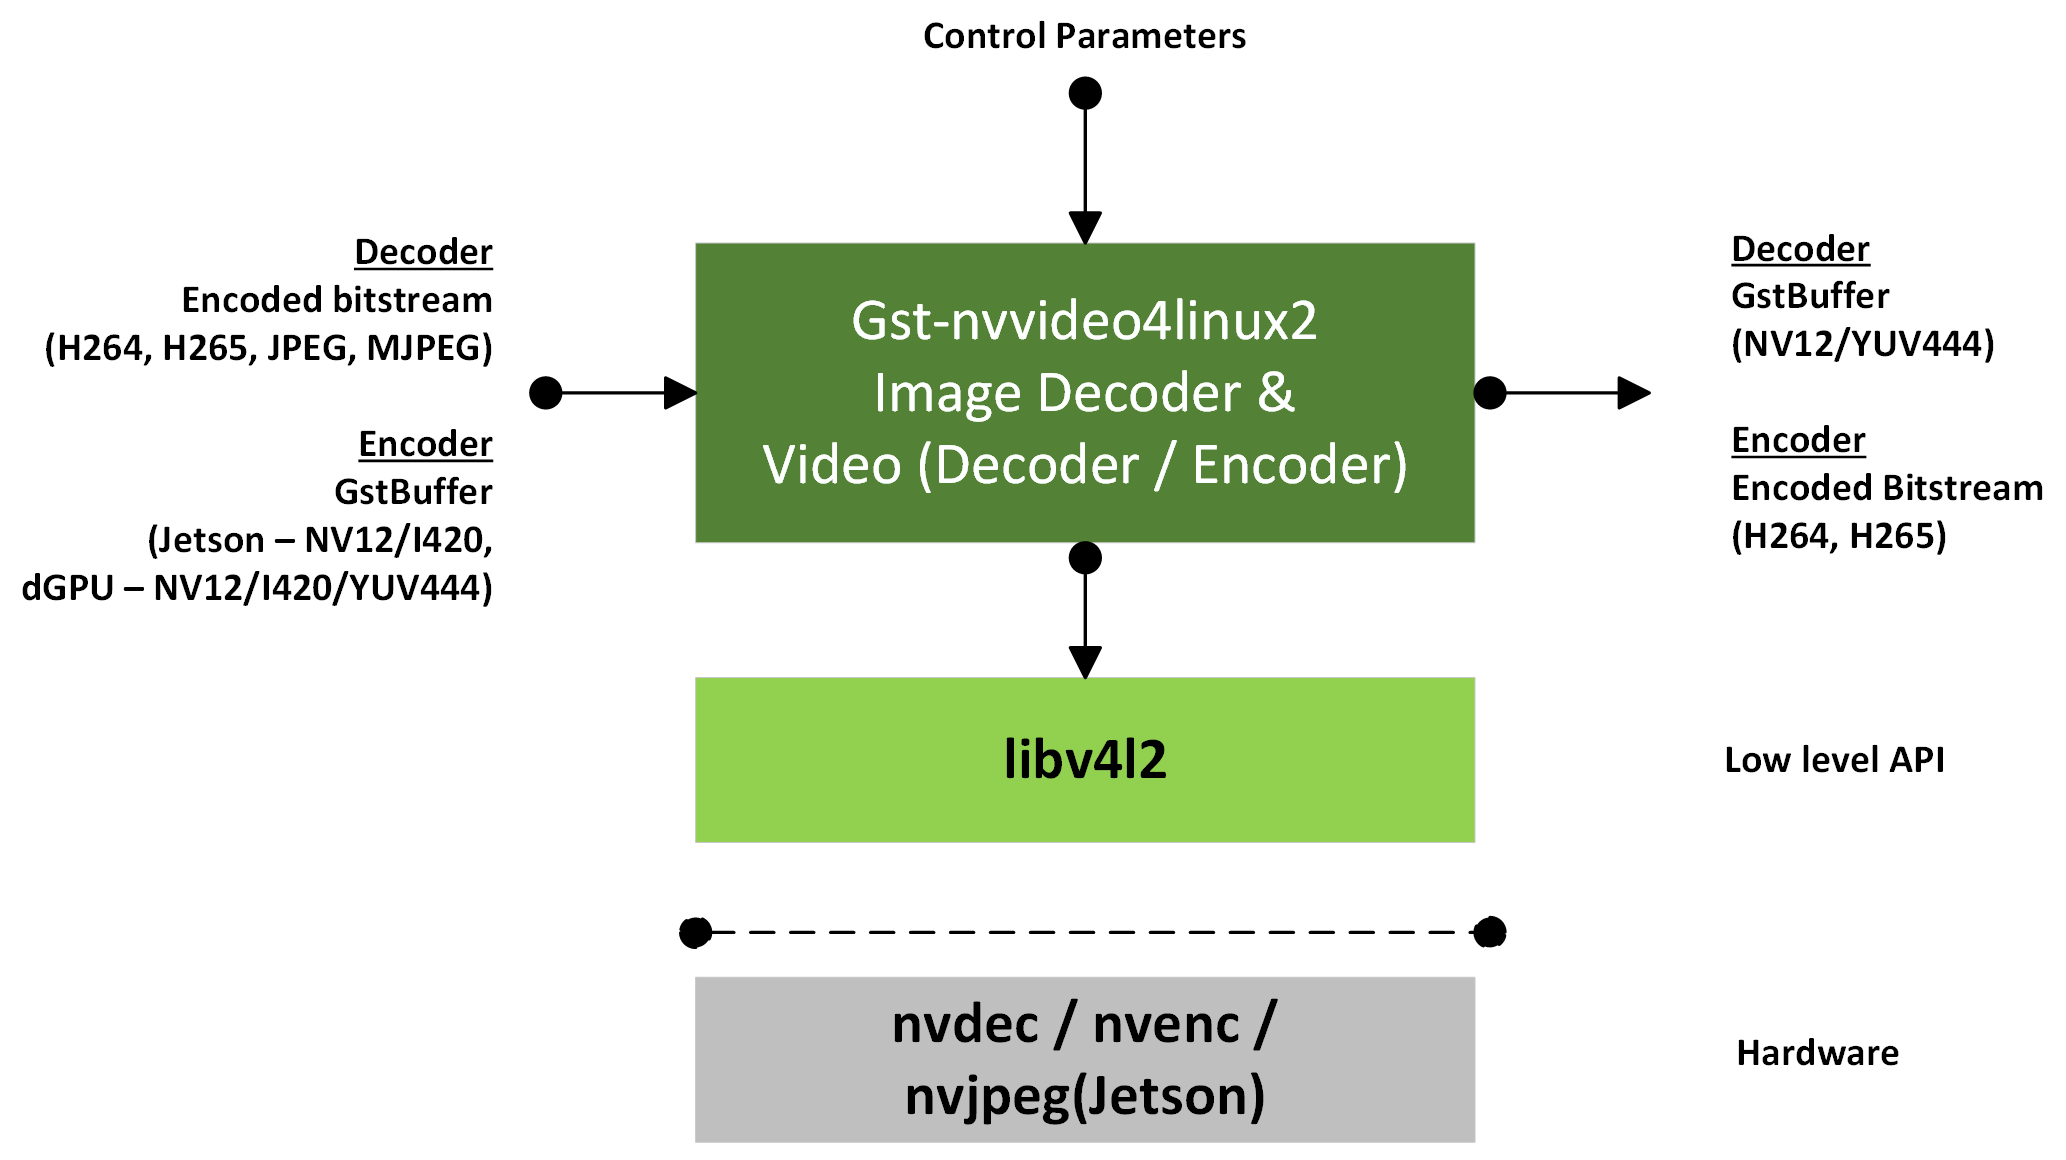 Control Parameters
Decoder
Encoded bitstream
(H264, H265, JPEG, MJPEG)
Encoder
GstBuffer
(Jetson – NV12/I420,
dGPU – NV12/I420/YUV444)
Gst-nvvideo4linux2
Image Decoder &
Video (Decoder / Encoder)
Decoder
GstBuffer
(NV12/YUV444)
Encoder
Encoded Bitstream
(H264, H265)
libv4l2
Low level API
nvdec / nvenc /
nvjpeg(Jetson)
Hardware